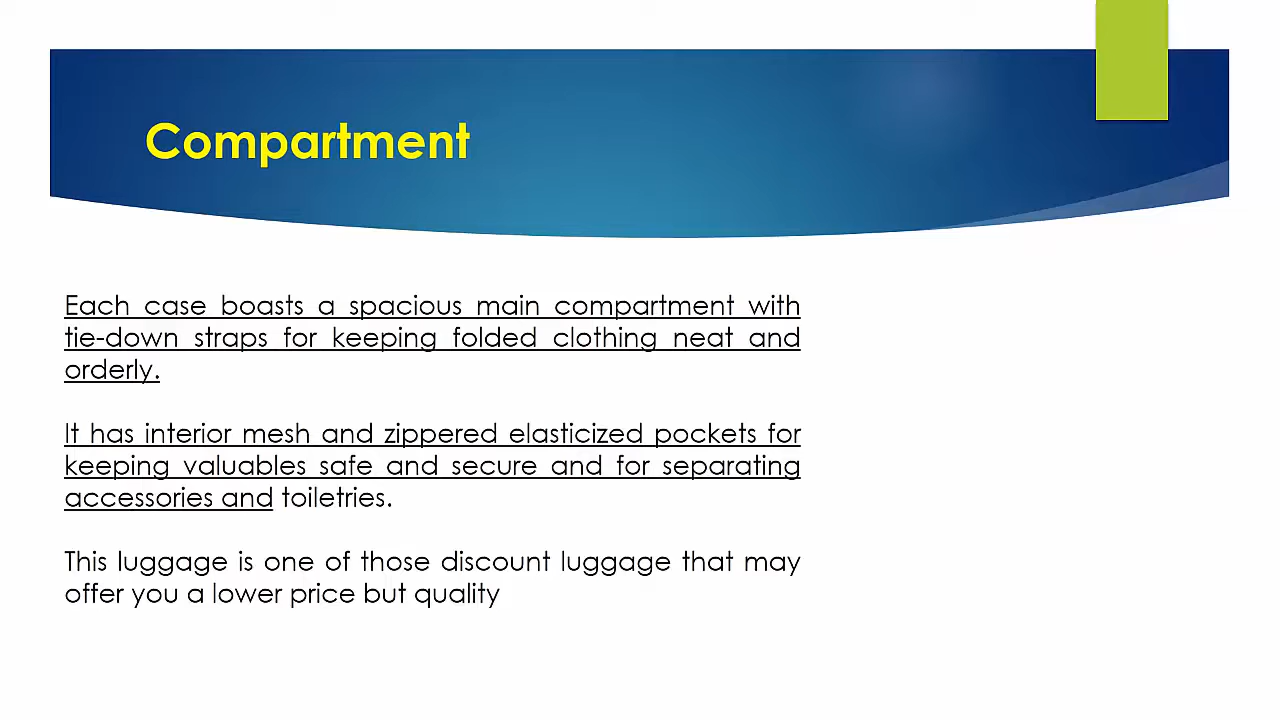 Compartment
Each case boasts a spacious main compartment with
tie-down straps for keeping folded clothing neat and
orderly.
It has interior mesh and zippered elasticized pockets for
keeping valuables safe and secure and for separating
accessories and toiletries.
This luggage is one of those discount luggage that may
offer you a lower price but quality